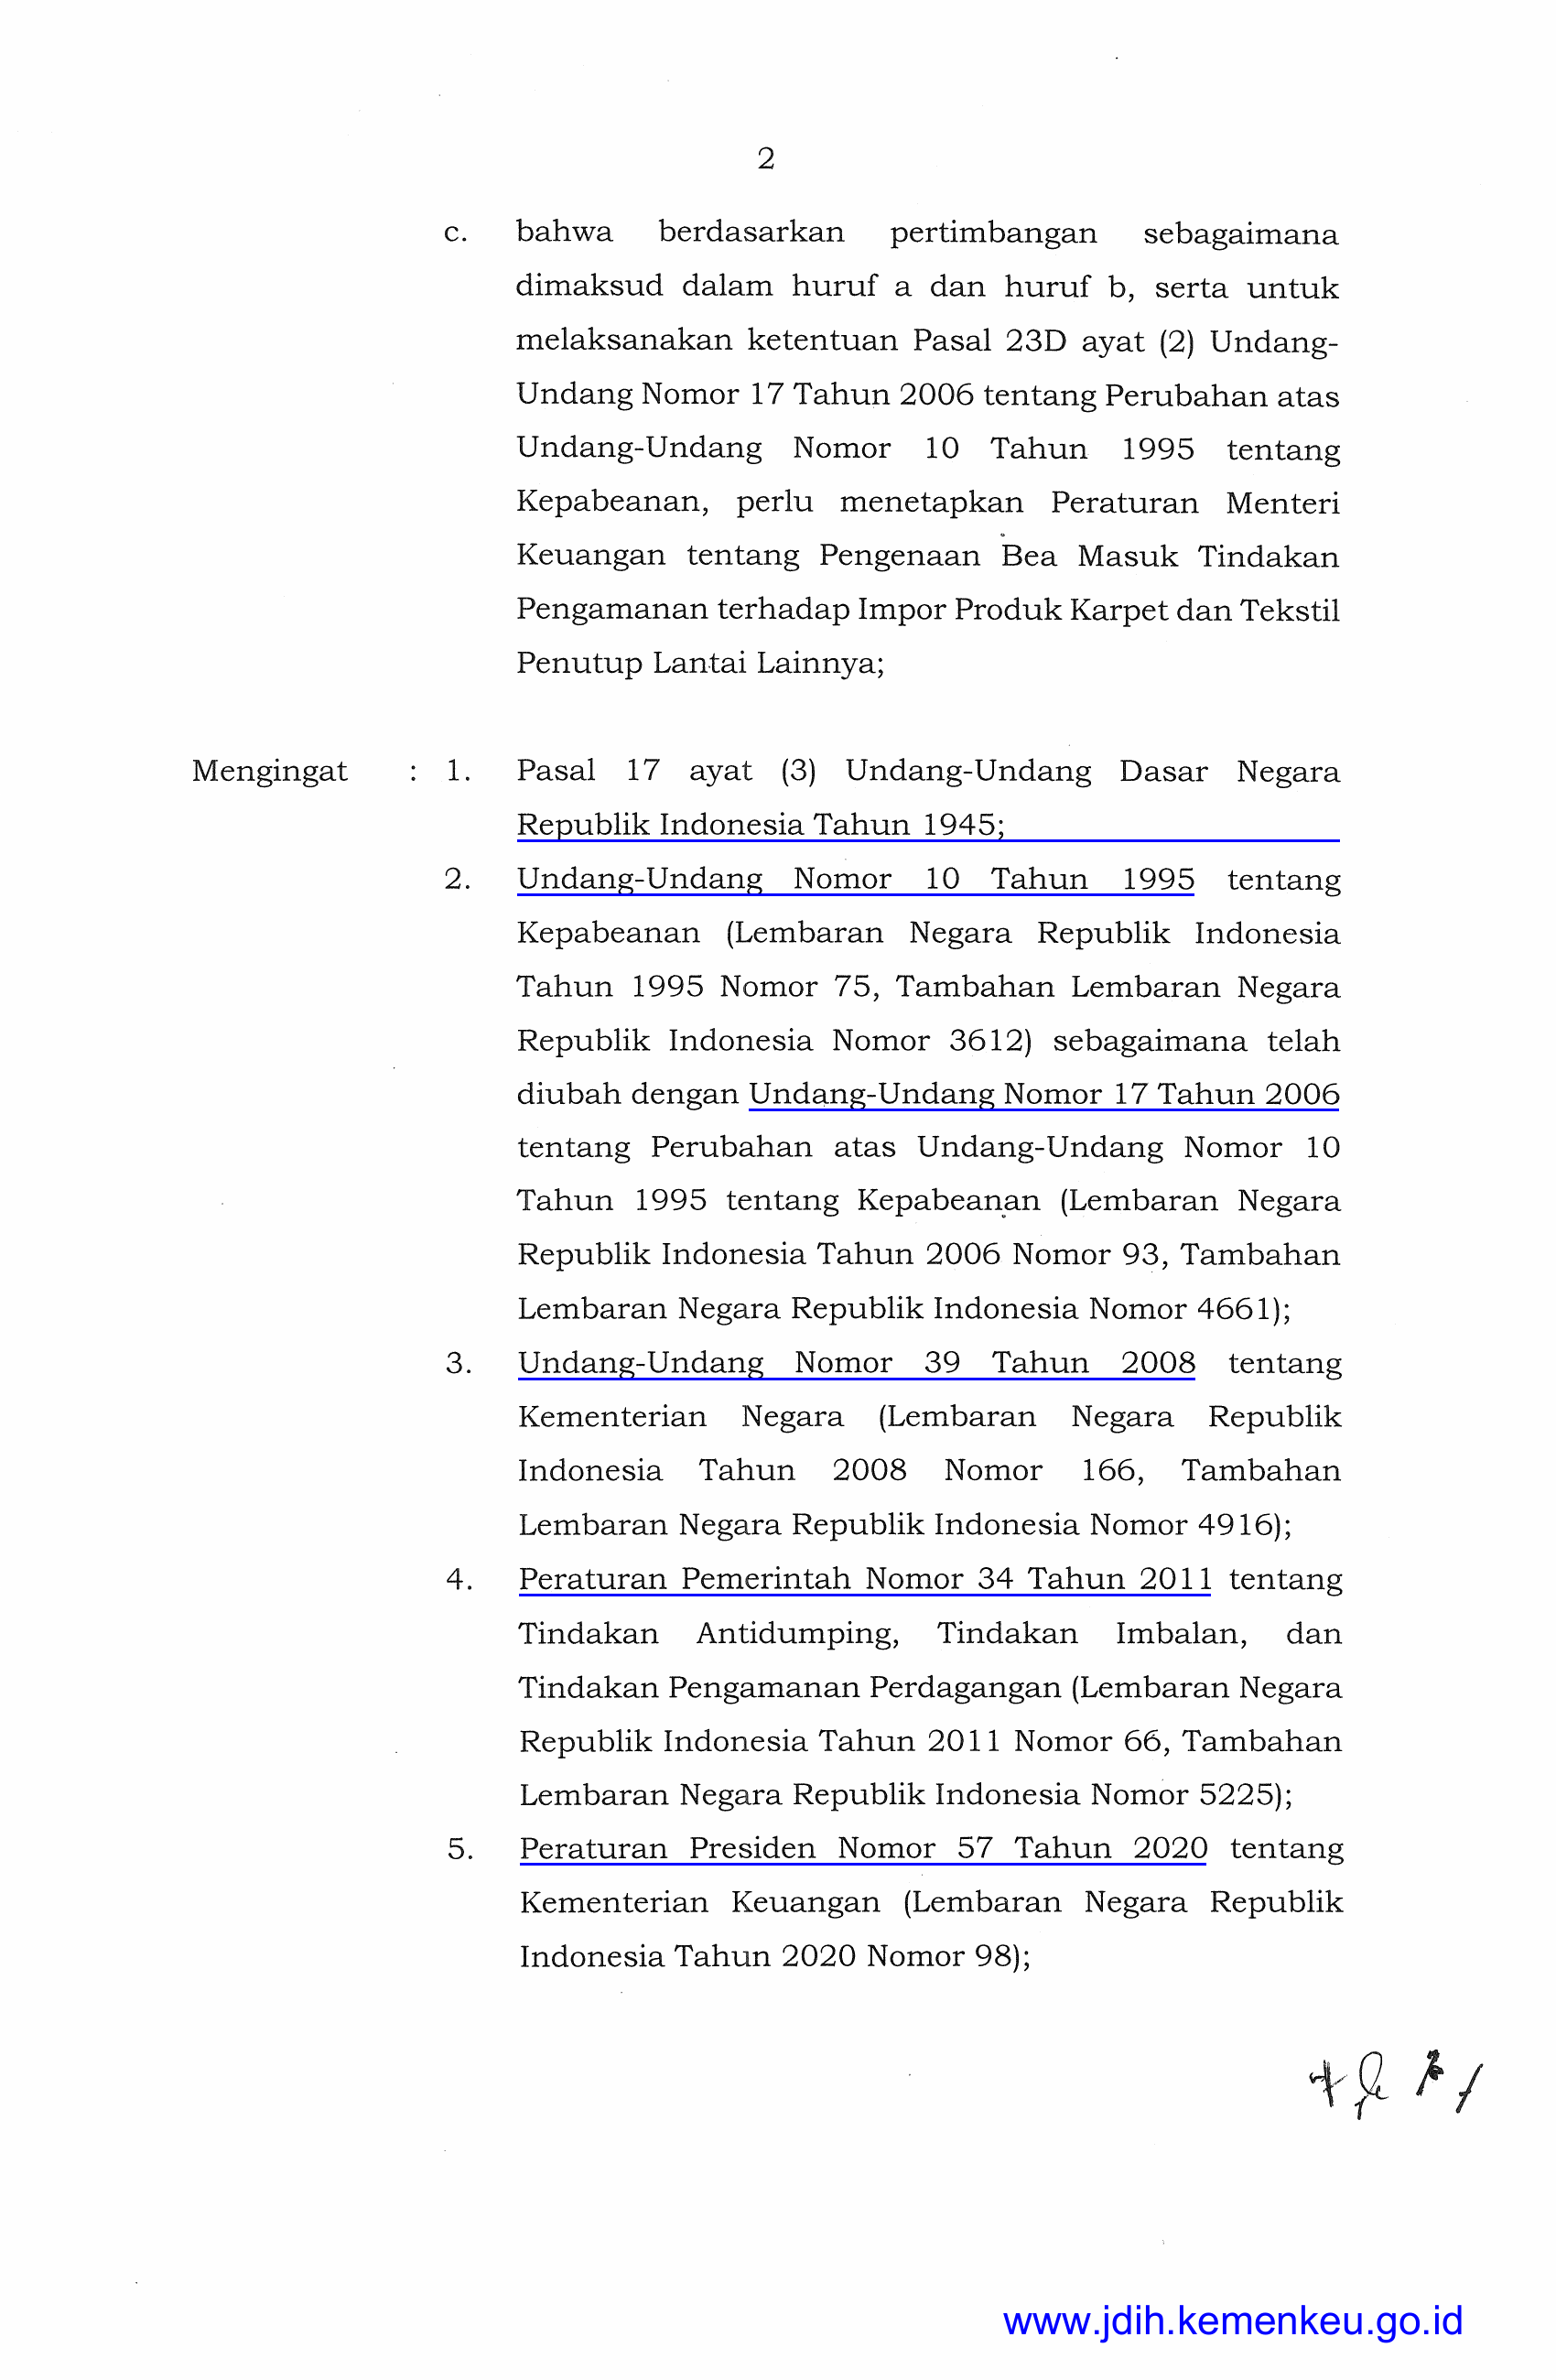 2
c. bahwa berdasarkan pertimbangan sebagaimana
dimaksud dalam huruf a dan huruf b, serta untuk
melaksanakan ketentuan Pasal 23D ayat (2) Undang-
Undang Nomor 17 Tahun 2006 tentang Perubahan atas
Undang-Undang Nomor 10 Tahun 1995 tentang
Kepabeanan, perlu menetapkan Peraturan Menteri
Keuangan tentang Pengenaan Bea Masuk Tindakan
Pengamanan terhadap Impor Produk Karpet dan Tekstil
Penutup Lantai Lainnya;
Mengingat : 1. Pasal 17 ayat (3) Undang-Undang Dasar Negara
Republik Indonesia Tahun 1945;
2. Undang-Undang Nomor 10 Tahun 1995 tentang
Kepabeanan (Lembaran Negara Republik Indonesia
Tahun 1995 Nomor 75, Tambahan Lembaran Negara
Republik Indonesia Nomor 3612) sebagaimana telah
diubah dengan Undang-Undang Nomor 17 Tahun 2006
tentang Perubahan atas Undang-Undang Nomor 10
Tahun 1995 tentang Kepabeanan (Lembaran Negara
Republik Indonesia Tahun 2006 Nomor 93, Tambahan
Lembaran Negara Republik Indonesia Nomor 4661);
3. Undang-Undang Nomor 39 Tahun 2008 tentang
Kementerian Negara (Lembaran Negara Republik
Indonesia Tahun 2008 Nomor 166, Tambahan
Lembaran Negara Republik Indonesia Nomor 4916);
4. Peraturan Pemerintah Nomor 34 Tahun 2011 tentang
Tindakan Antidumping, Tindakan Imbalan, dan
Tindakan Pengamanan Perdagangan (Lembaran Negara
Republik Indonesia Tahun 2011 Nomor 66, Tambahan
Lembaran Negara Republik Indonesia Nomor 5225);
5. Peraturan Presiden Nomor 57 Tahun 2020 tentang
Kementerian Keuangan (Lembaran Negara Republik
Indonesia Tahun 2020 Nomor 98);
www.jdih.kemenkeu.go.id